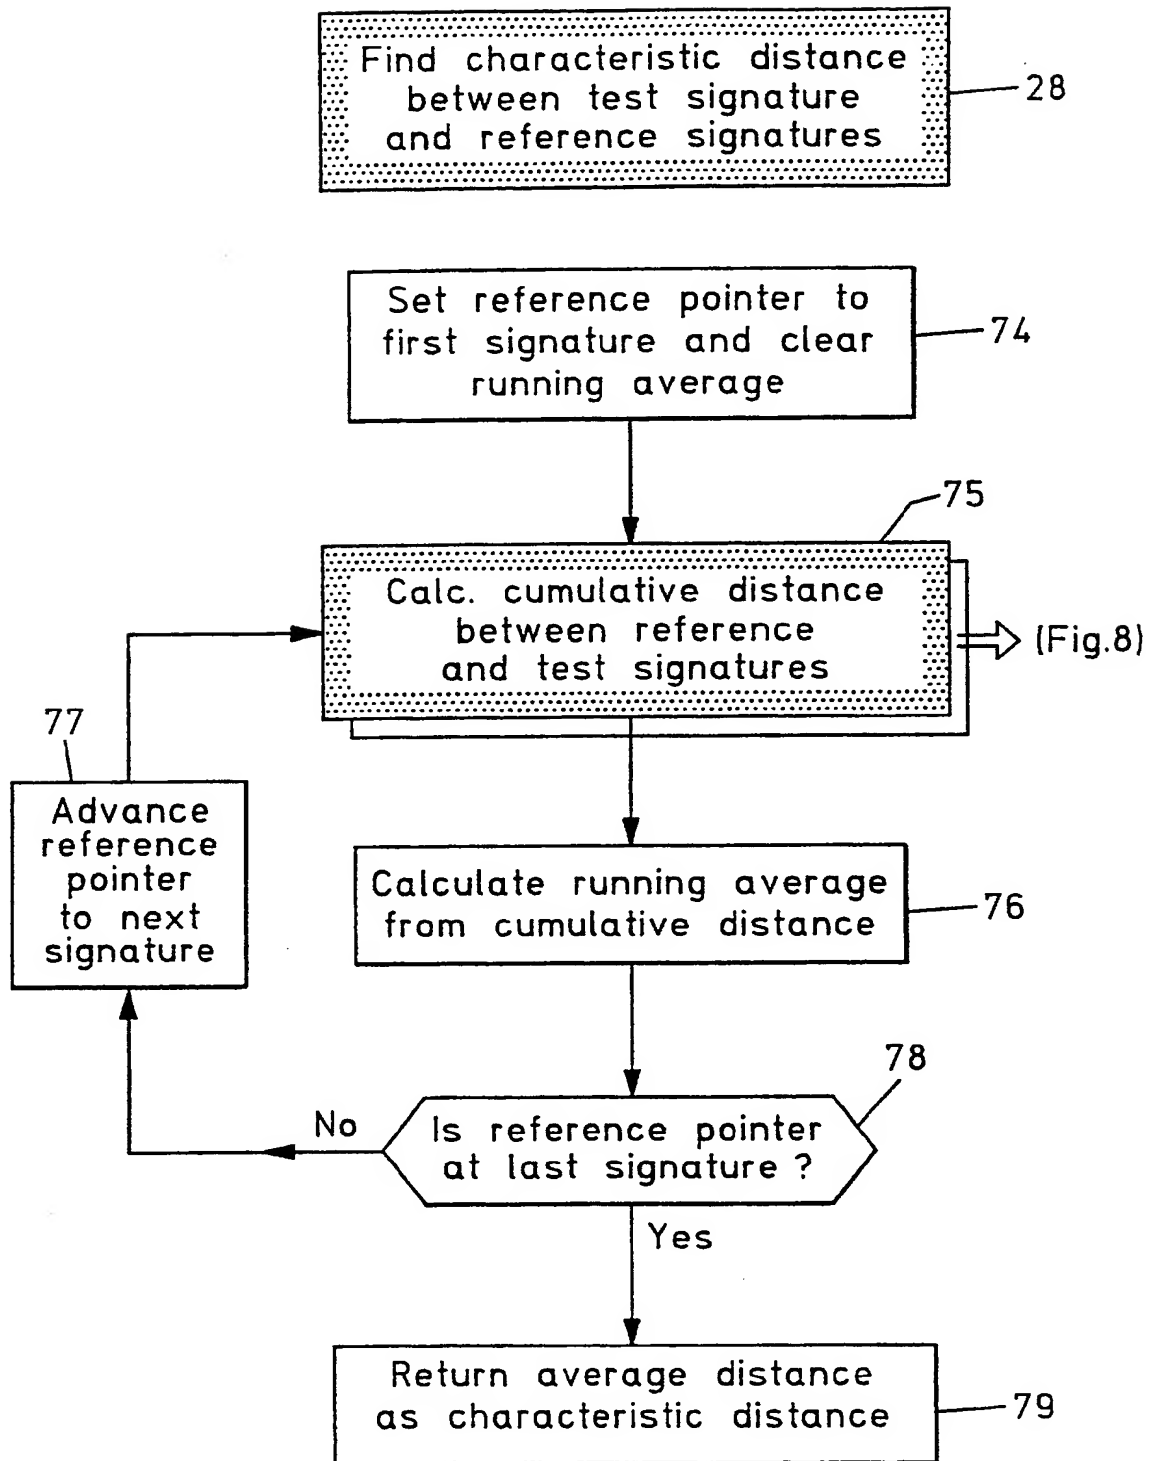 Find characteristic distance
between test signature
and reference signatures
28
Set reference pointer to
first signature and clear
running average
74
75
Calc. cumulative distance
between reference
and test signatures
(Fig.8)
77
Advance
reference
pointer
to next
signature
Calculate running average
from cumulative distance
76
78
No
Is reference pointer
at last signature ?
Yes
Return average distance
as characteristic distance
79